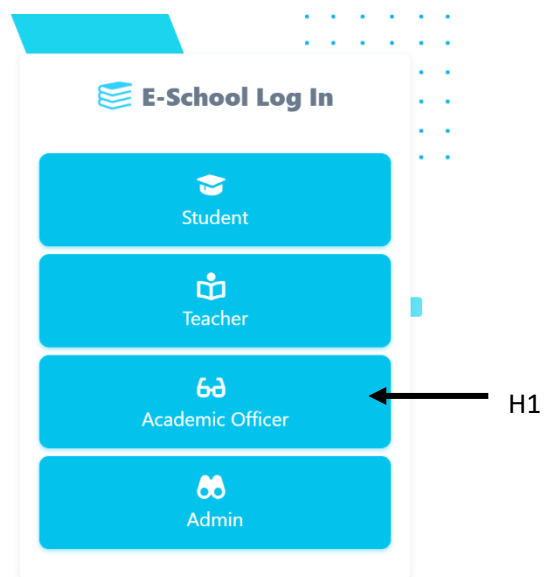 E-School Log In
Student
Teacher
Academic Officer
H1
Admin